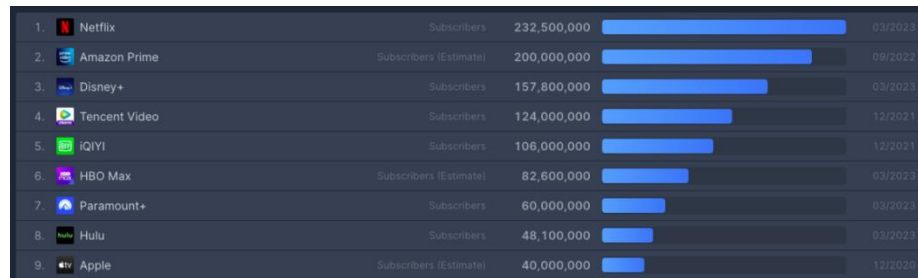 1. Netflix Subscribers 232,500,000 03/2023
2. Amazon Prime Subscribers (Estimate) 200,000,000 09/2022
3. Disney+ Subscribers 157,800,000 03/2023
4. Tencent Video Subscribers 124,000,000 12/2021
5. iQIYI Subscribers 106,000,000 12/2021
6. HBO Max Subscribers (Estimate) 82,600,000 03/2023
7. Paramount+ Subscribers 60,000,000 03/2023
8. hulu Hulu Subscribers 48,100,000 03/2023
9. tv Apple Subscribers (Estimate) 40,000,000 12/2020